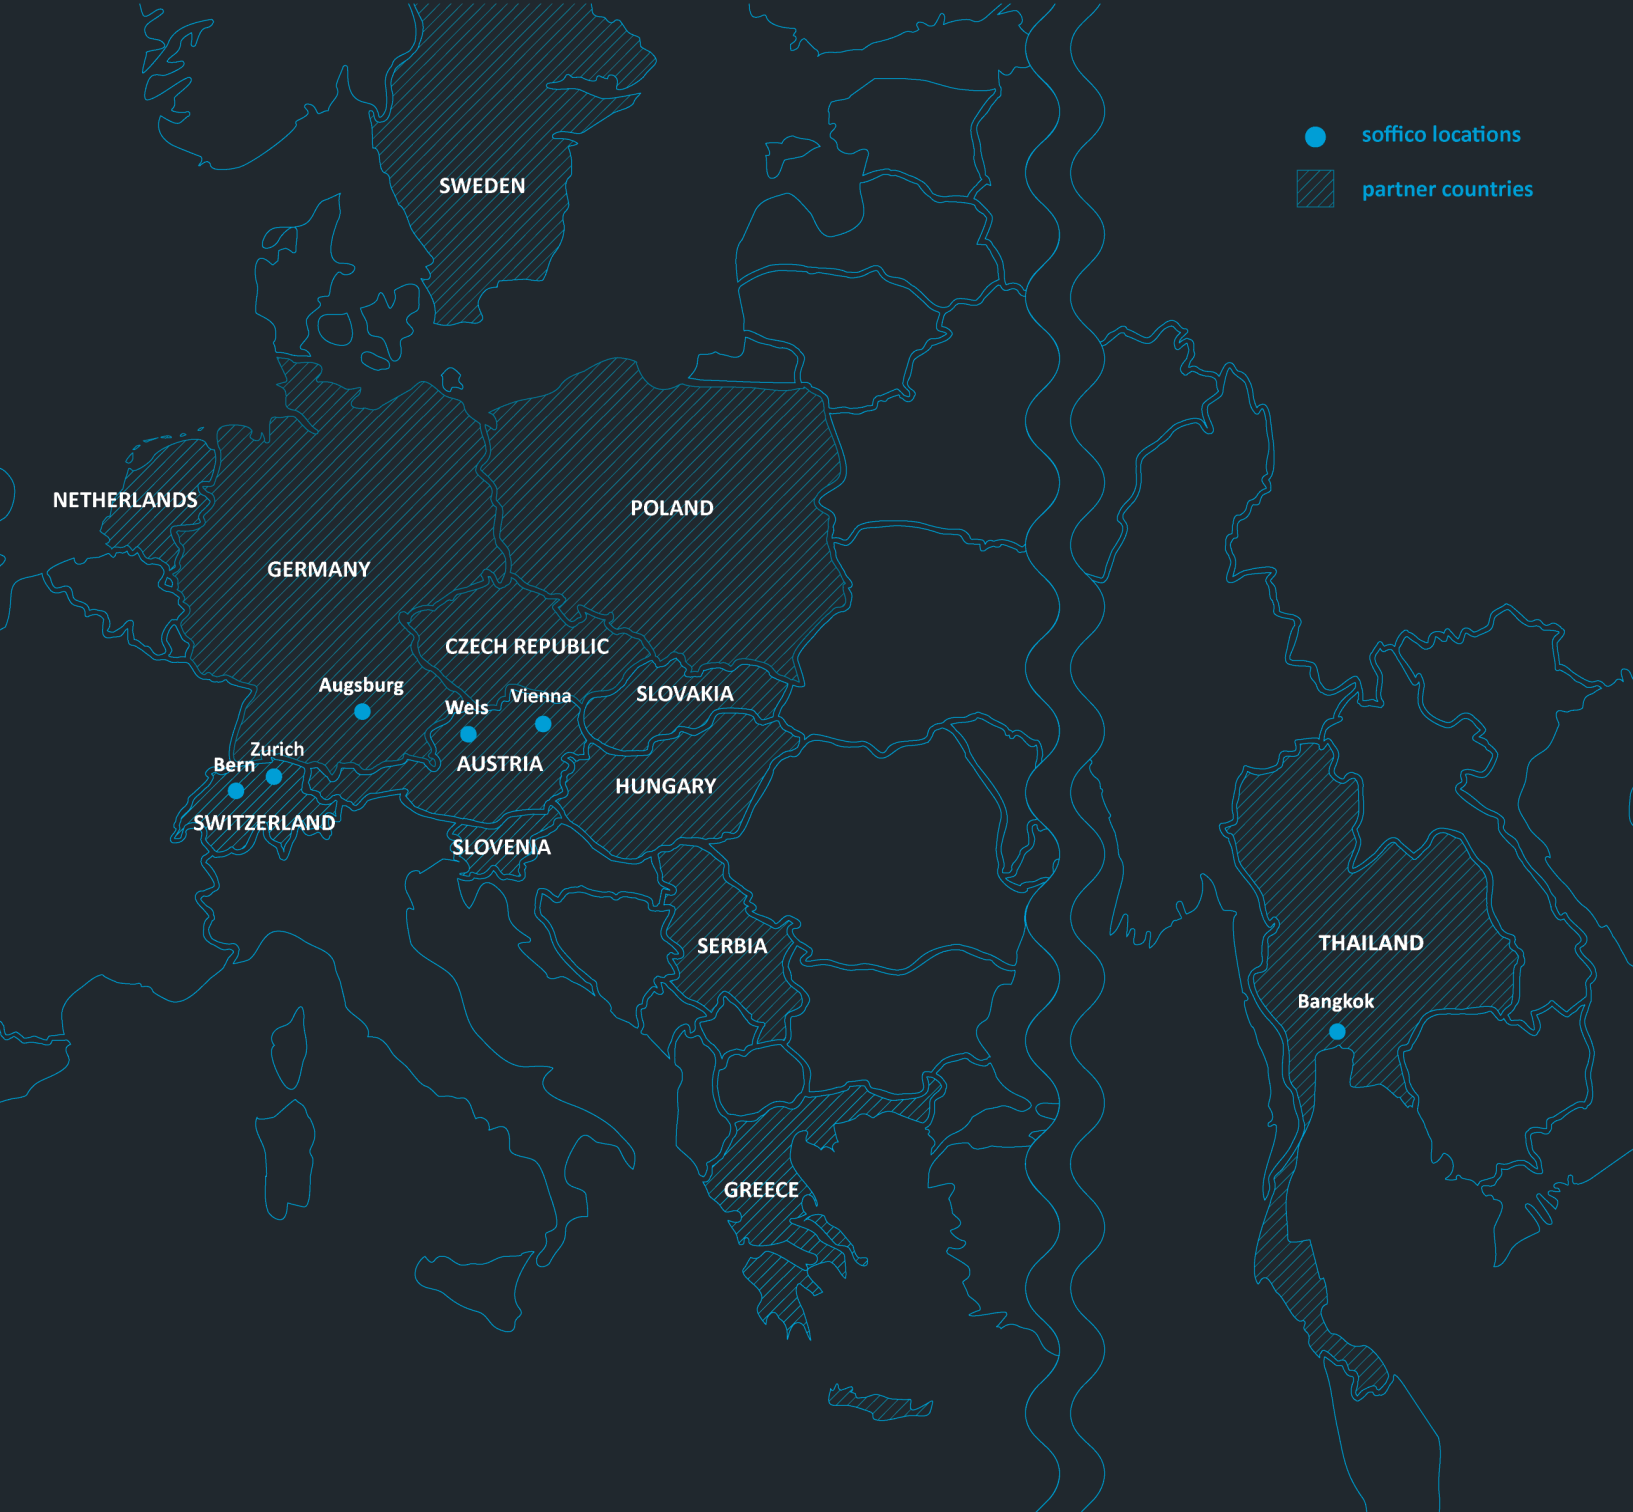 soffico locations
partner countries
SWEDEN
NETHERLANDS
POLAND
GERMANY
CZECH REPUBLIC
Augsburg
SLOVAKIA
Vienna
Wels
Zurich
Bern
AUSTRIA
HUNGARY
SWITZERLAND
SLOVENIA
SERBIA
THAILAND
Bangkok
GREECE